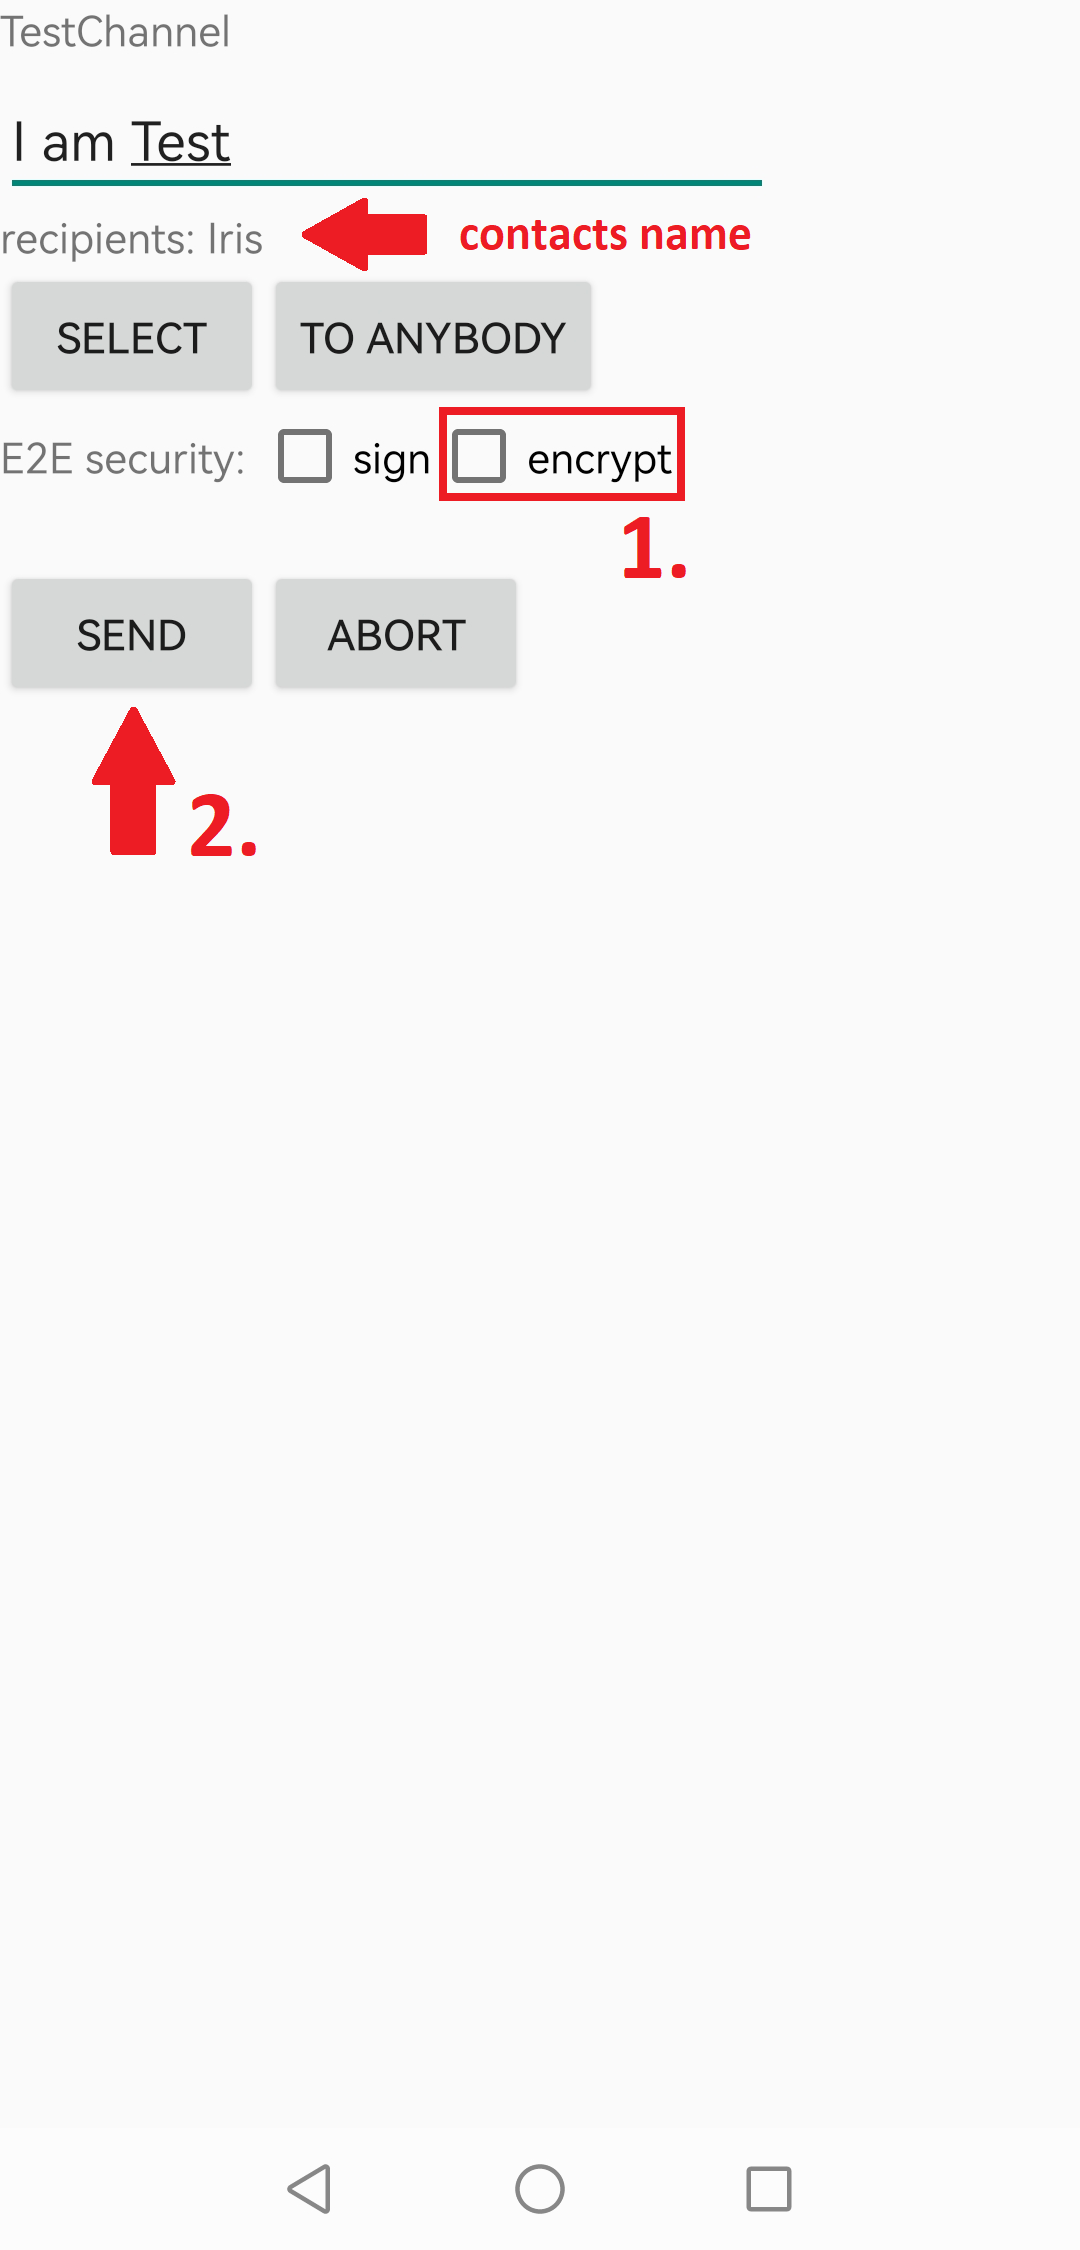 TestChannel
I am Test
recipients: Iris
contacts name
SELECT
TO ANYBODY
E2E security:
sign
encrypt
1.
SEND
ABORT
2.